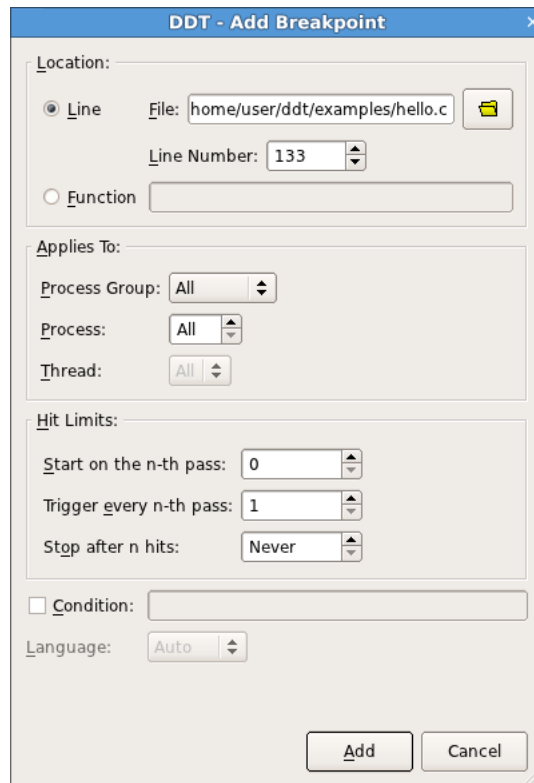 DDT - Add Breakpoint
Location:
Line File: home/user/ddt/examples/hello.c
Line Number: 133
Function
Applies To:
Process Group: All
Process: All
Thread: All
Hit Limits:
Start on the n-th pass: 0
Trigger every n-th pass: 1
Stop after n hits: Never
Condition:
Language: Auto
Add Cancel